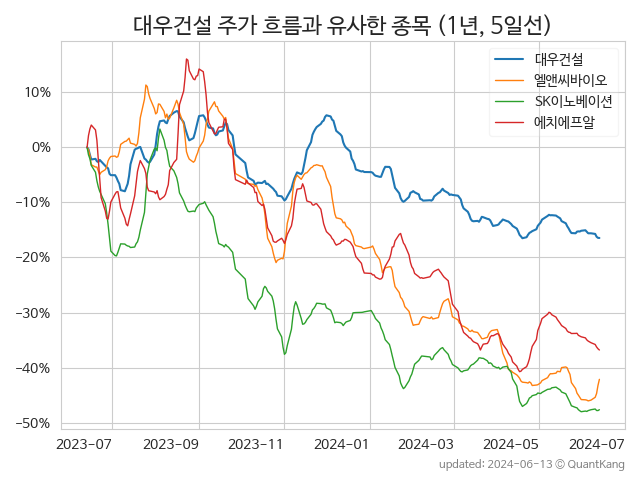 대우건설 주가 흐름과 유사한 종목 (1년, 5일선)
대우건설
엘앤씨바이오
SK이노베이션
에치에프알
10%
0%
−10%
−20%
−30%
−40%
−50%
2023-07 2023-09 2023-11 2024-01 2024-03 2024-05 2024-07
updated: 2024-06-13 © QuantKang